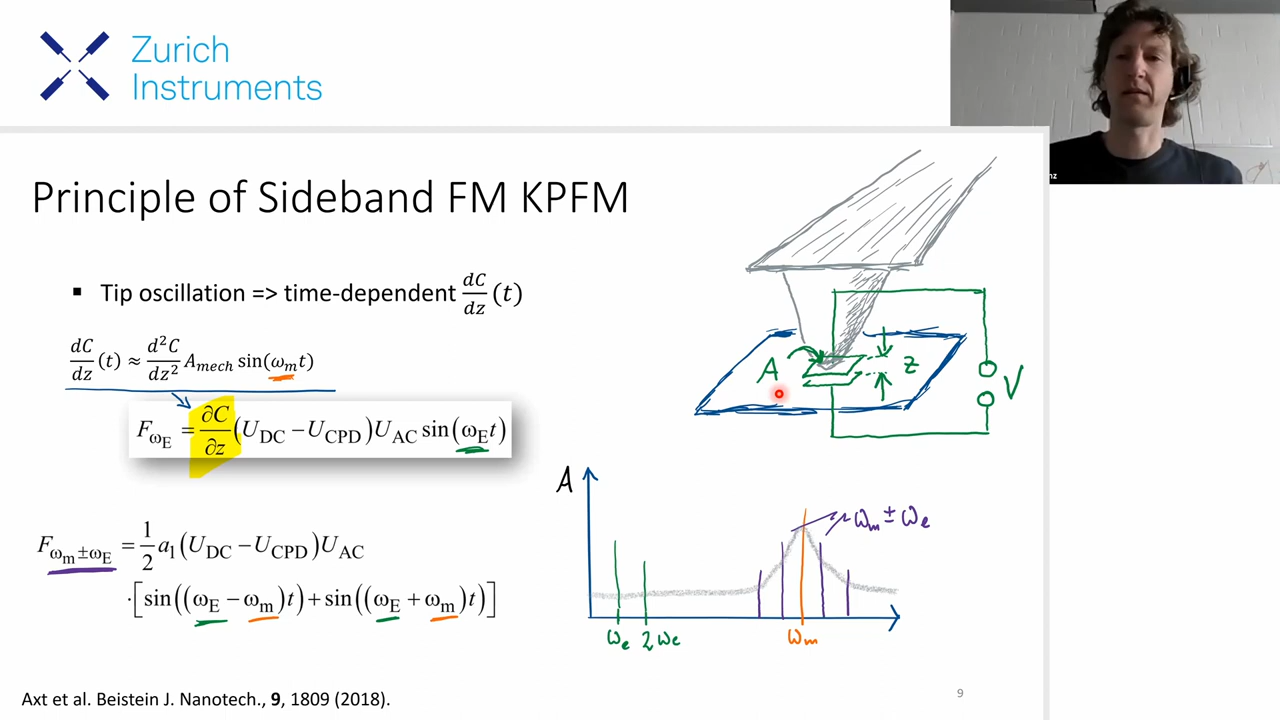 Zurich
Instruments
nz
Principle of Sideband FM KPFM
▪ Tip oscillation => time-dependent dC/dz (t)
dC/dz (t) ≈ d²C/dz² A_mech sin(ω_m t)
F_ωE = ∂C/∂z (U_DC − U_CPD) U_AC sin(ω_E t)
A
z
V
A
ω_m ± ω_e
F_ωm±ωE = 1/2 a_1 (U_DC − U_CPD) U_AC
· [sin((ω_E − ω_m)t) + sin((ω_E + ω_m)t)]
ω_e 2ω_e ω_m
Axt et al. Beistein J. Nanotech., 9, 1809 (2018).
9